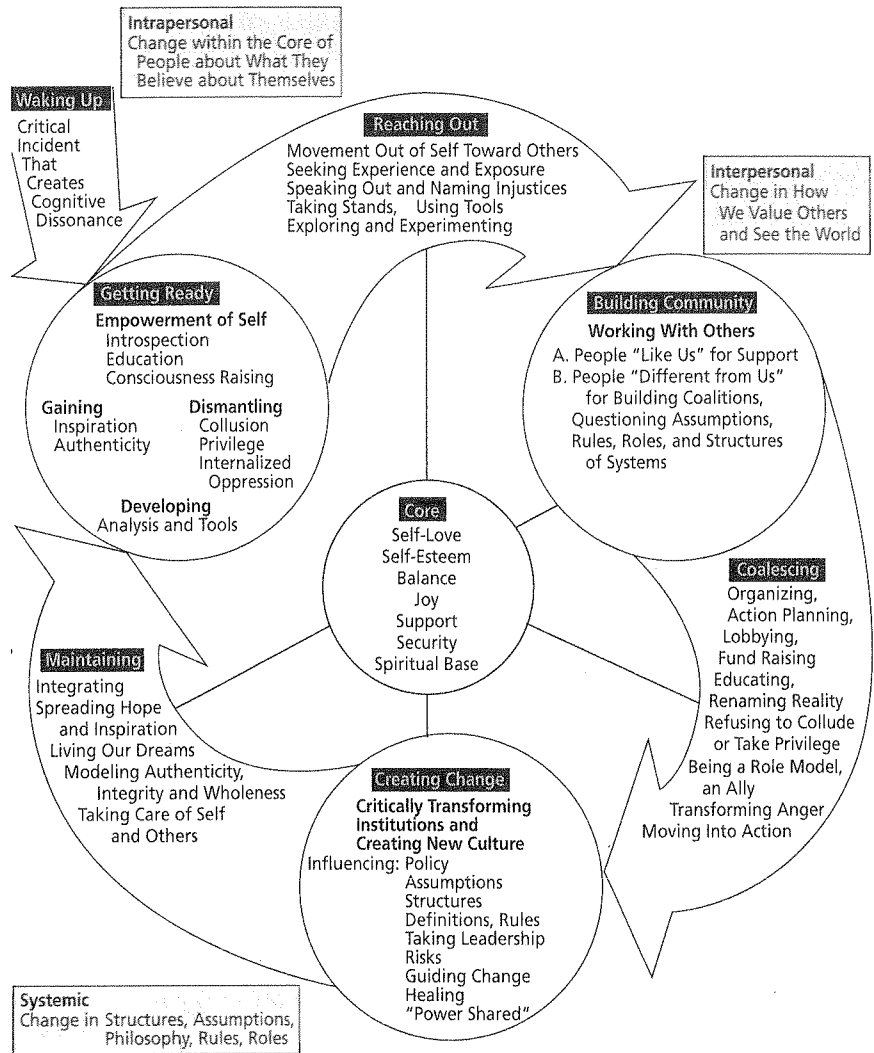 Intrapersonal
Change within the Core of
People about What They
Believe about Themselves
Waking Up
Critical
Incident
That
Creates
Cognitive
Dissonance
Reaching Out
Movement Out of Self Toward Others
Seeking Experience and Exposure
Speaking Out and Naming Injustices
Taking Stands, Using Tools
Exploring and Experimenting
Interpersonal
Change in How
We Value Others
and See the World
Getting Ready
Empowerment of Self
Introspection
Education
Consciousness Raising
Gaining
Inspiration
Authenticity
Dismantling
Collusion
Privilege
Internalized
Oppression
Developing
Analysis and Tools
Building Community
Working With Others
A. People “Like Us” for Support
B. People “Different from Us”
for Building Coalitions,
Questioning Assumptions,
Rules, Roles, and Structures
of Systems
Core
Self-Love
Self-Esteem
Balance
Joy
Support
Security
Spiritual Base
Coalescing
Organizing,
Action Planning,
Lobbying,
Fund Raising
Educating,
Renaming Reality
Refusing to Collude
or Take Privilege
Being a Role Model,
an Ally
Transforming Anger
Moving Into Action
Maintaining
Integrating
Spreading Hope
and Inspiration
Living Our Dreams
Modeling Authenticity,
Integrity and Wholeness
Taking Care of Self
and Others
Creating Change
Critically Transforming
Institutions and
Creating New Culture
Influencing: Policy
Assumptions
Structures
Definitions, Rules
Taking Leadership
Risks
Guiding Change
Healing
“Power Shared”
Systemic
Change in Structures, Assumptions,
Philosophy, Rules, Roles